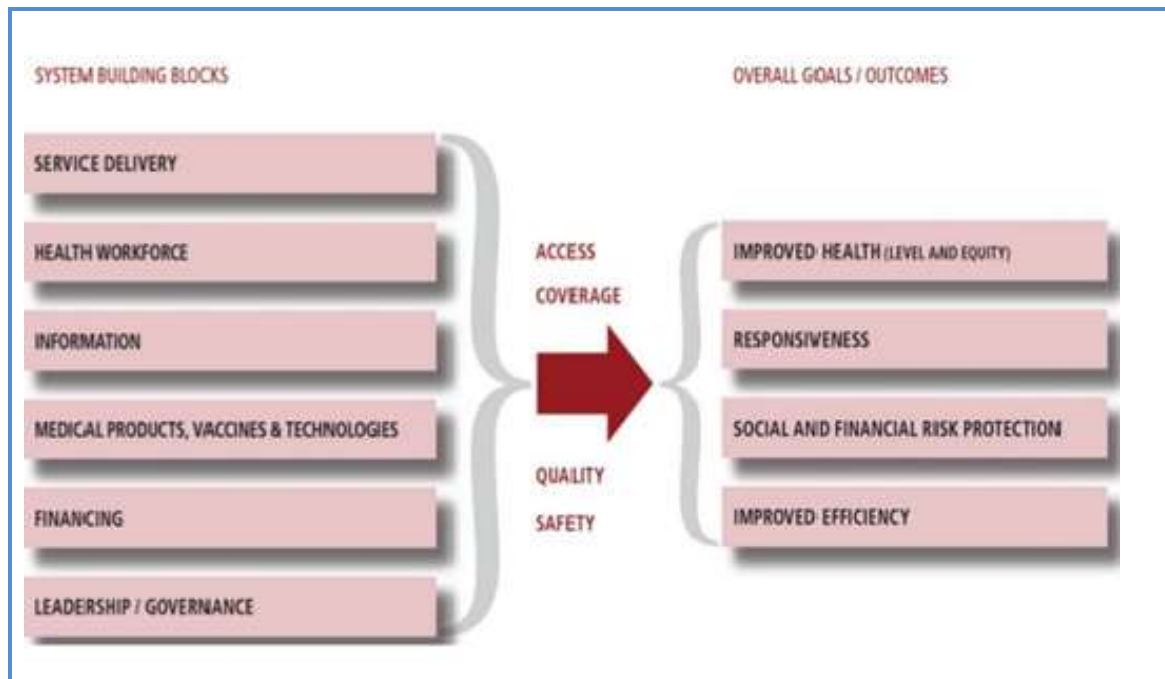 SYSTEM BUILDING BLOCKS
SERVICE DELIVERY
HEALTH WORKFORCE
INFORMATION
MEDICAL PRODUCTS, VACCINES & TECHNOLOGIES
FINANCING
LEADERSHIP / GOVERNANCE
ACCESS
COVERAGE
QUALITY
SAFETY
OVERALL GOALS / OUTCOMES
IMPROVED HEALTH (LEVEL AND EQUITY)
RESPONSIVENESS
SOCIAL AND FINANCIAL RISK PROTECTION
IMPROVED EFFICIENCY